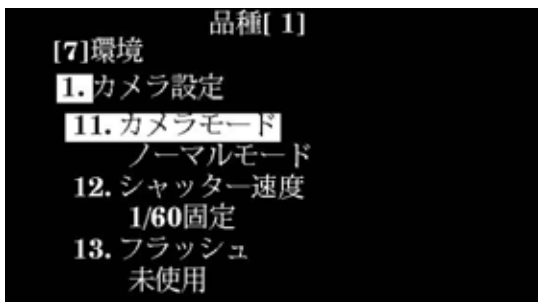 品種[ 1]
[7]環境
1.カメラ設定
11.カメラモード
ノーマルモード
12.シャッター速度
1/60固定
13.フラッシュ
未使用